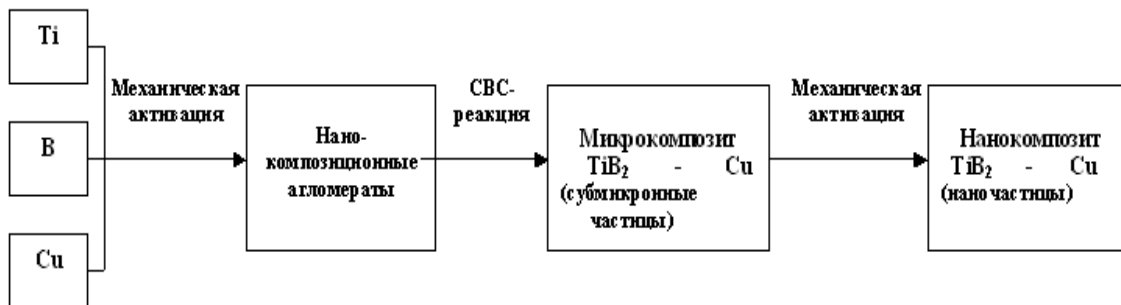 Ti
B
Cu
Механическая
активация
Нано-
композиционные
агломераты
СВС-
реакция
Микрокомпозит
TiB₂ - Cu
(субмикронные
частицы)
Механическая
активация
Нанокомпозит
TiB₂ - Cu
(наночастицы)